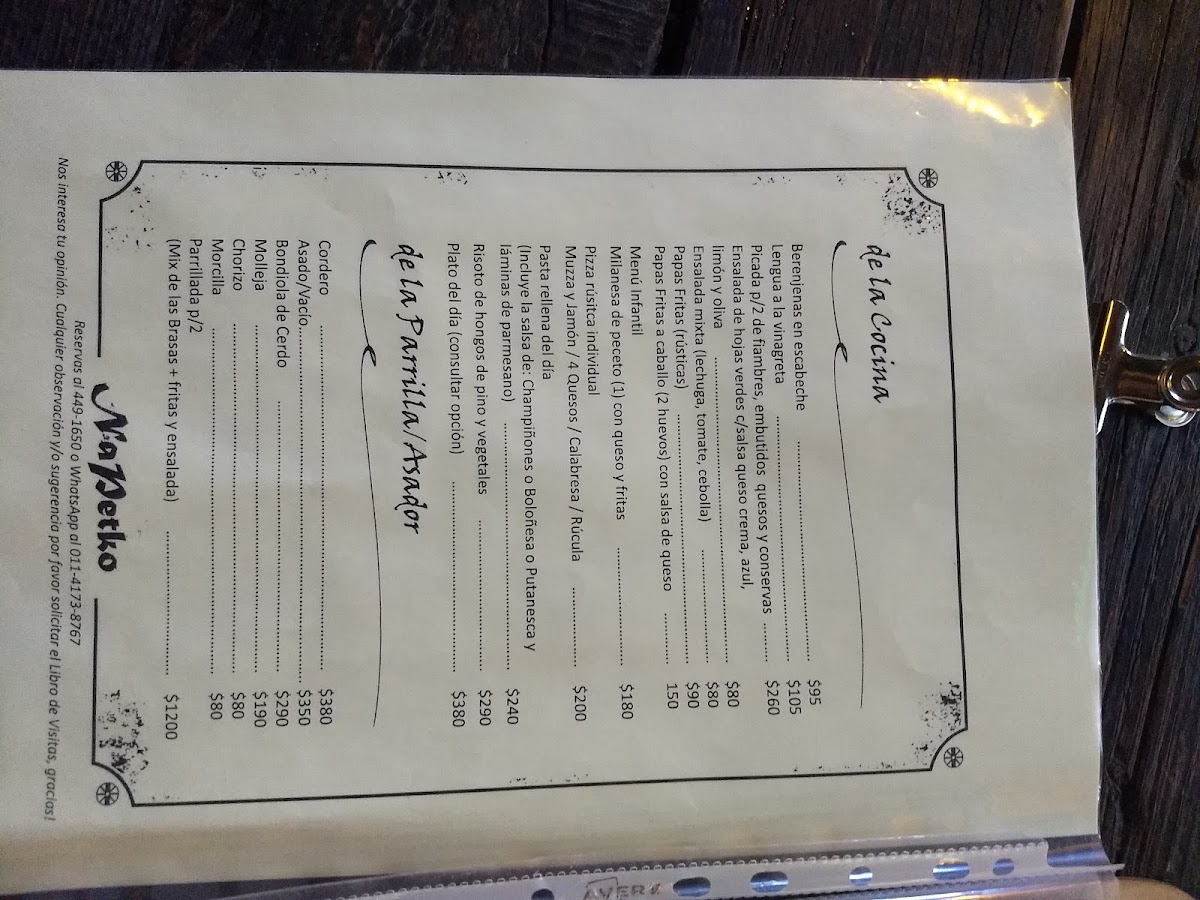 de la Cocina
Berenjenas en escabeche ........................................ $95
Lengua a la vinagreta ............................................. $105
Picada p/2 de fiambres, embutidos quesos y conservas ........ $260
Ensalada de hojas verdes c/salsa queso crema, azul,
limón y oliva ........................................................ $80
Ensalada mixta (lechuga, tomate, cebolla) .................... $80
Papas Fritas (rústicas) ............................................. $90
Papas Fritas a caballo (2 huevos) con salsa de queso .......... 150
Menú Infantil
Milanesa de peceto (1) con queso y fritas ..................... $180
Pizza rúsitca individual
Muzza y Jamón / 4 Quesos / Calabresa / Rúcula ............... $200
Pasta rellena del día
(Incluye la salsa de: Champiñones o Boloñesa o Putanesca y
láminas de parmesano) ............................................ $240
Risoto de hongos de pino y vegetales ........................... $290
Plato del día (consultar opción) .................................. $380
de la Parrilla/Asador
Cordero ............................................................... $380
Asado/Vacío.......................................................... $350
Bondiola de Cerdo .................................................. $290
Molleja ................................................................ $190
Chorizo ................................................................ $80
Morcilla ............................................................... $80
Parrillada p/2
(Mix de las Brasas + fritas y ensalada) ......................... $1200
NaPetko
Reservas al 449-1650 o WhatsApp al 011-4173-8767
Nos interesa tu opinión. Cualquier observación y/o sugerencia por favor solicitar el Libro de Visitas, gracias!
AVERY